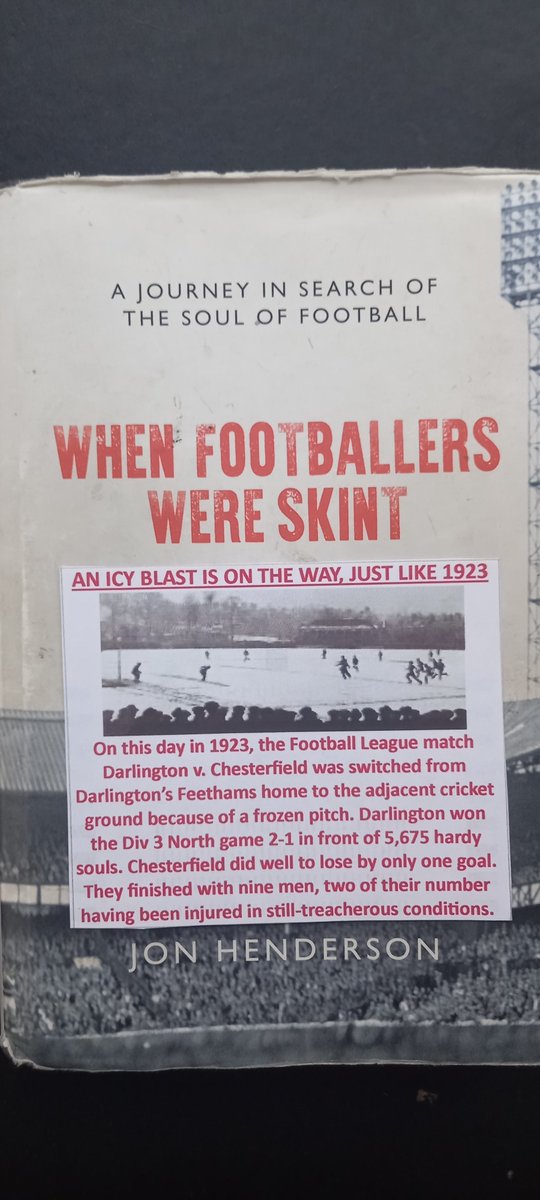 A JOURNEY IN SEARCH OF
THE SOUL OF FOOTBALL
WHEN FOOTBALLERS
WERE SKINT
AN ICY BLAST IS ON THE WAY, JUST LIKE 1923
On this day in 1923, the Football League match
Darlington v. Chesterfield was switched from
Darlington's Feethams home to the adjacent cricket
ground because of a frozen pitch. Darlington won
the Div 3 North game 2-1 in front of 5,675 hardy
souls. Chesterfield did well to lose by only one goal.
They finished with nine men, two of their number
having been injured in still-treacherous conditions.
JON HENDERSON